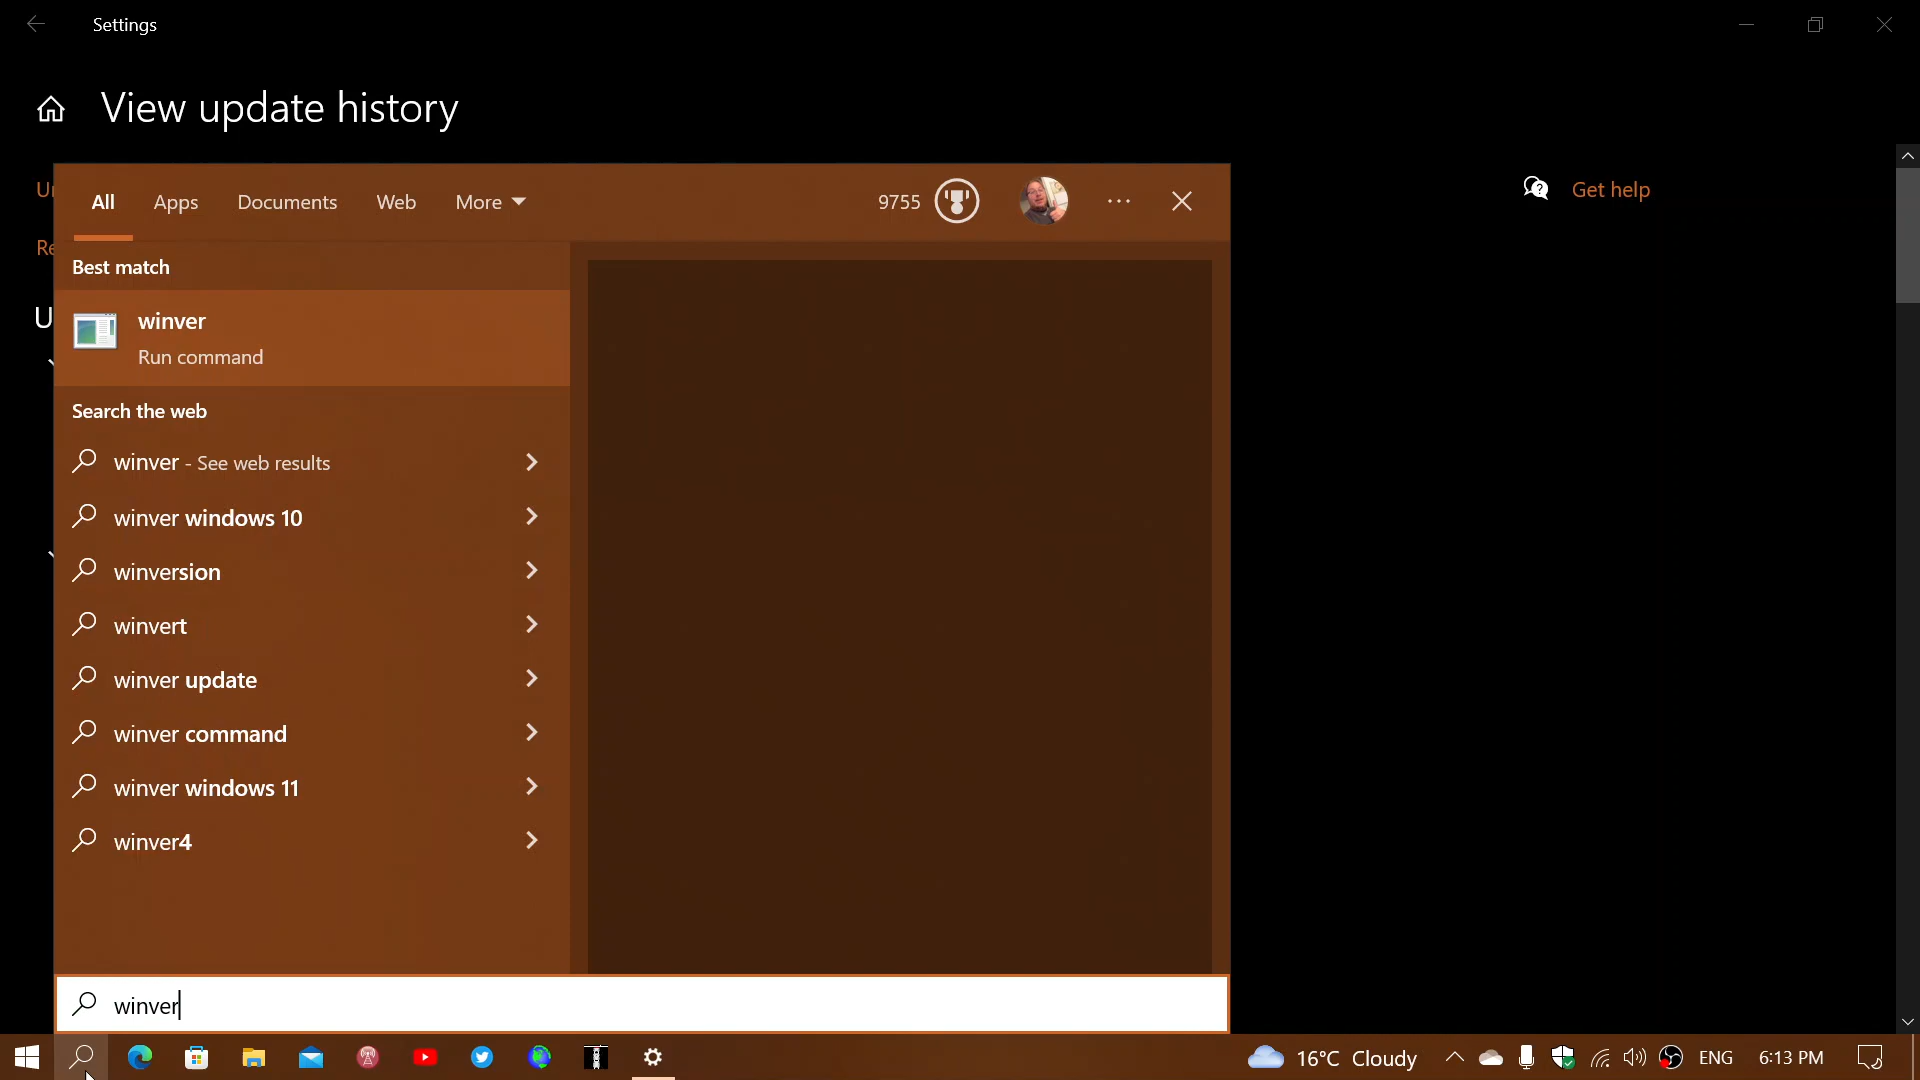 Settings
View update history
Get help
All Apps Documents Web More 9755
Best match
winver
Run command
Search the web
winver - See web results
winver windows 10
winversion
winvert
winver update
winver command
winver windows 11
winver4
winver
16°C Cloudy ENG 6:13 PM